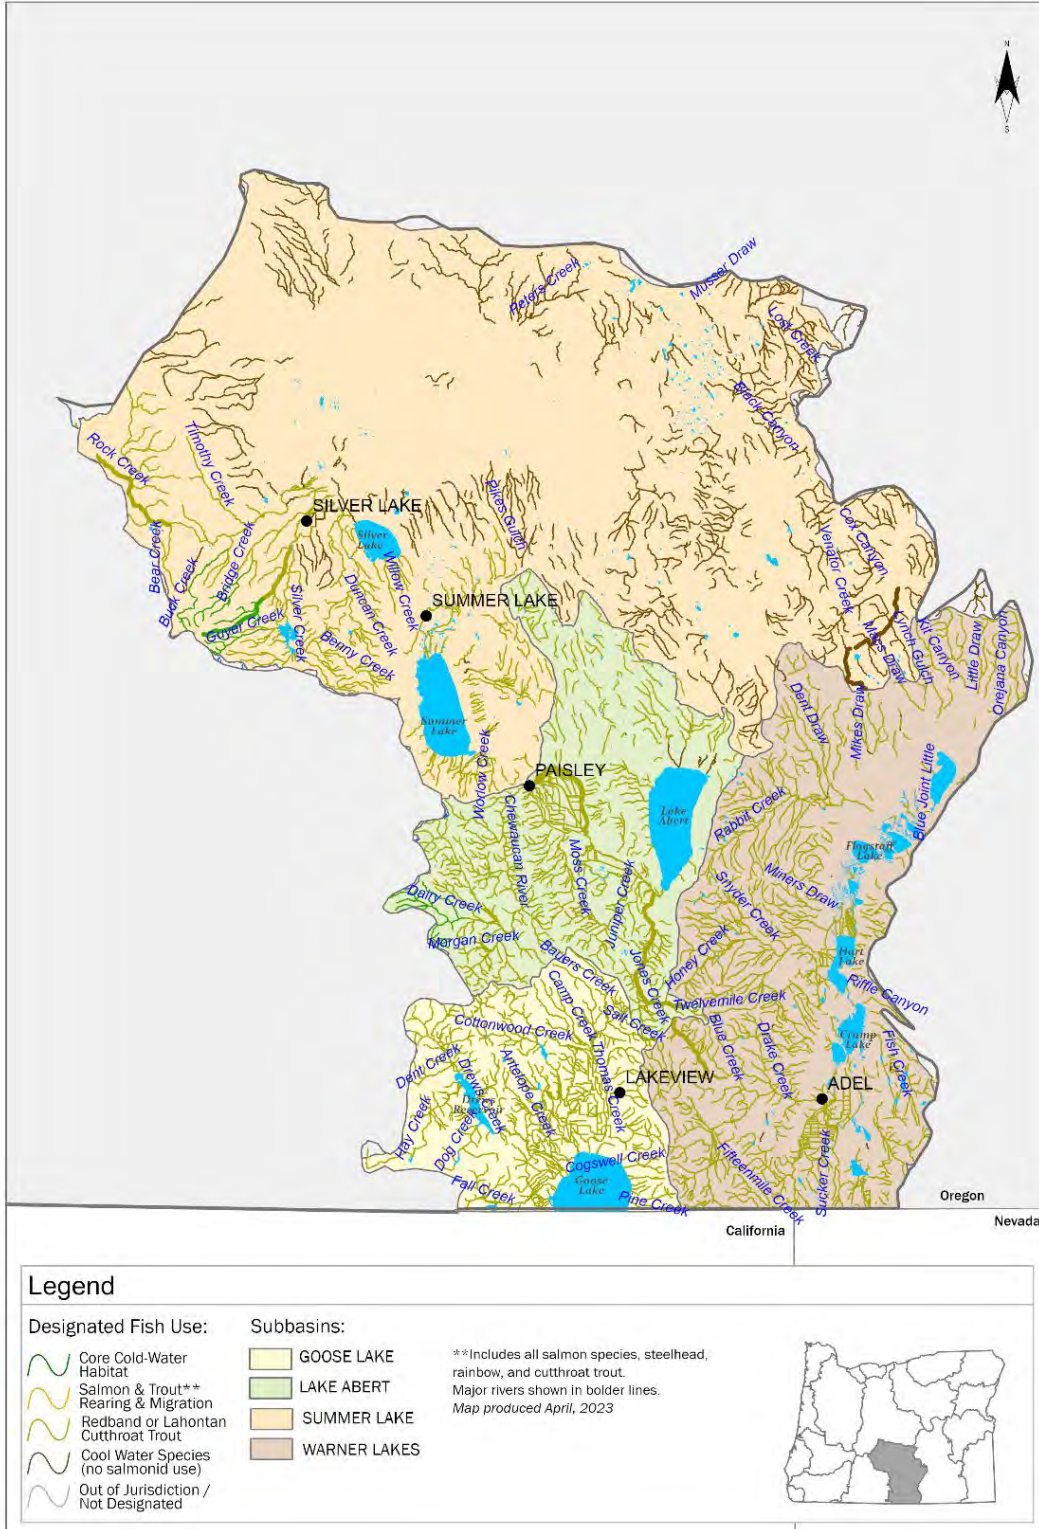 N
S
Peters Creek
Musser Draw
Lost Creek
Black Canyon
Rock Creek
Timothy Creek
Pikes Gulch
SILVER LAKE
Silver
Lake
Cox Canyon
Venator Creek
Bear Creek
Buck Creek
Bridge Creek
Willow Creek
Duncan Creek
SUMMER LAKE
Guyer Creek
Silver Creek
Benny Creek
Macs Draw
Lynch Gulch
Kit Canyon
Little Draw
Orejana Canyon
Dent Draw
Mikes Draw
Summer
Lake
Worlow Creek
PAISLEY
Blue Joint Little
Lake
Abert
Rabbit Creek
Chewaucan River
Moss Creek
Flagstaff
Lake
Juniper Creek
Miners Draw
Snyder Creek
Dairy Creek
Morgan Creek
Bauers Creek
Jones Creek
Honey Creek
Hart
Lake
Riffle Canyon
Camp Creek
Salt Creek
Twelvemile Creek
Cottonwood Creek
Thomas Creek
Blue Creek
Drake Creek
Crump
Lake
Fish Creek
Dent Creek
Drews Creek
Antelope Creek
LAKEVIEW
ADEL
Drews
Reservoir
Hay Creek
Dog Creek
Cogswell Creek
Fall Creek
Goose
Lake
Pine Creek
Fifteenmile Creek
Sucker Creek
Oregon
California
Nevada
Legend
Designated Fish Use:
Core Cold-Water
Habitat
Salmon & Trout**
Rearing & Migration
Redband or Lahontan
Cutthroat Trout
Cool Water Species
(no salmonid use)
Out of Jurisdiction /
Not Designated
Subbasins:
GOOSE LAKE
LAKE ABERT
SUMMER LAKE
WARNER LAKES
**Includes all salmon species, steelhead,
rainbow, and cutthroat trout.
Major rivers shown in bolder lines.
Map produced April, 2023